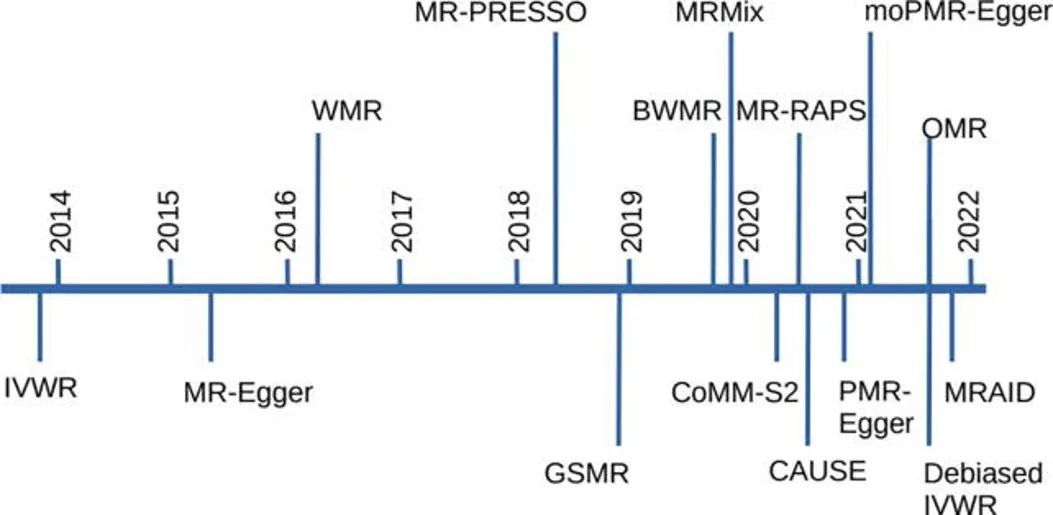 MR-PRESSO
MRMix
moPMR-Egger
WMR
BWMR
MR-RAPS
OMR
2014
2015
2016
2017
2018
2019
2020
2021
2022
IVWR
MR-Egger
CoMM-S2
PMR-
Egger
MRAID
GSMR
CAUSE
Debiased
IVWR